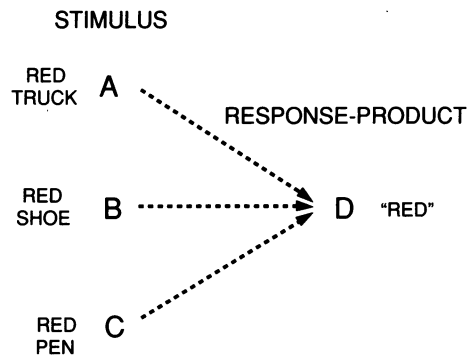 STIMULUS
RED
TRUCK
A
RESPONSE-PRODUCT
RED
SHOE
B
D
“RED”
RED
PEN
C